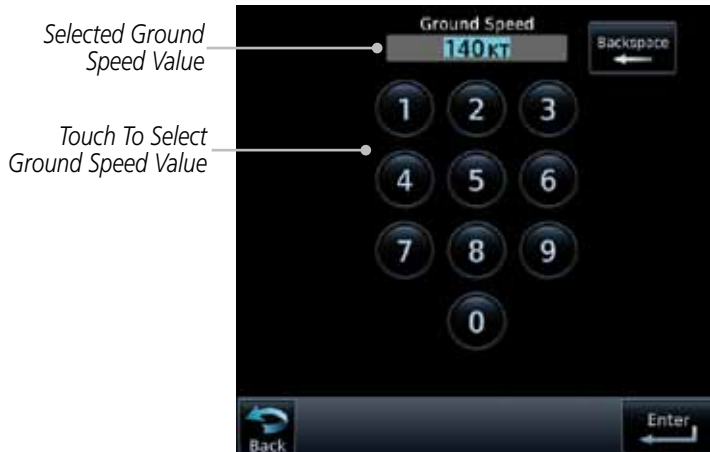 Selected Ground
Speed Value
Touch To Select
Ground Speed Value
Ground Speed
140KT
Backspace
1 2 3
4 5 6
7 8 9
0
Back
Enter